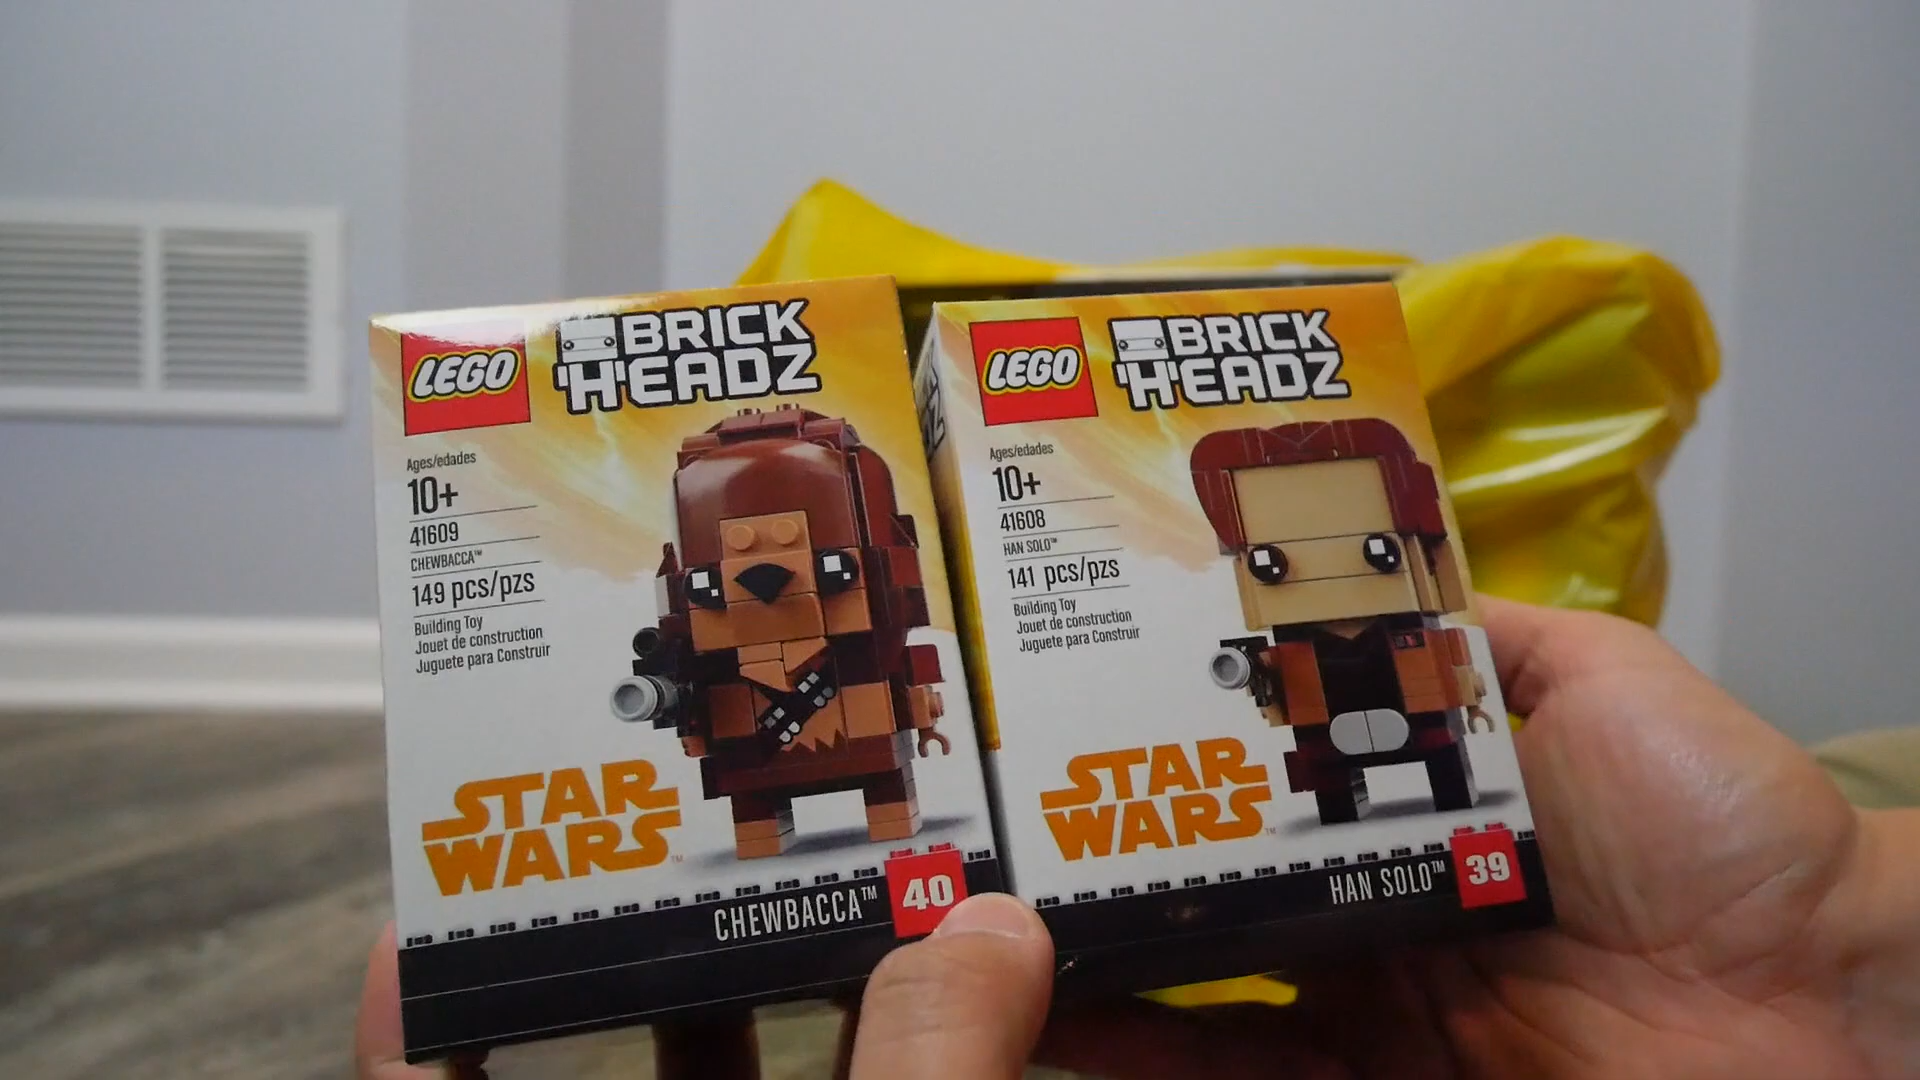 LEGO
BRICK
HEADZ
Ages/edades
10+
41609
CHEWBACCA™
149 pcs/pzs
Building Toy
Jouet de construction
Juguete para Construir
STAR
WARS™
CHEWBACCA™
40
LEGO
BRICK
HEADZ
Ages/edades
10+
41608
HAN SOLO™
141 pcs/pzs
Building Toy
Jouet de construction
Juguete para Construir
STAR
WARS™
HAN SOLO™
39